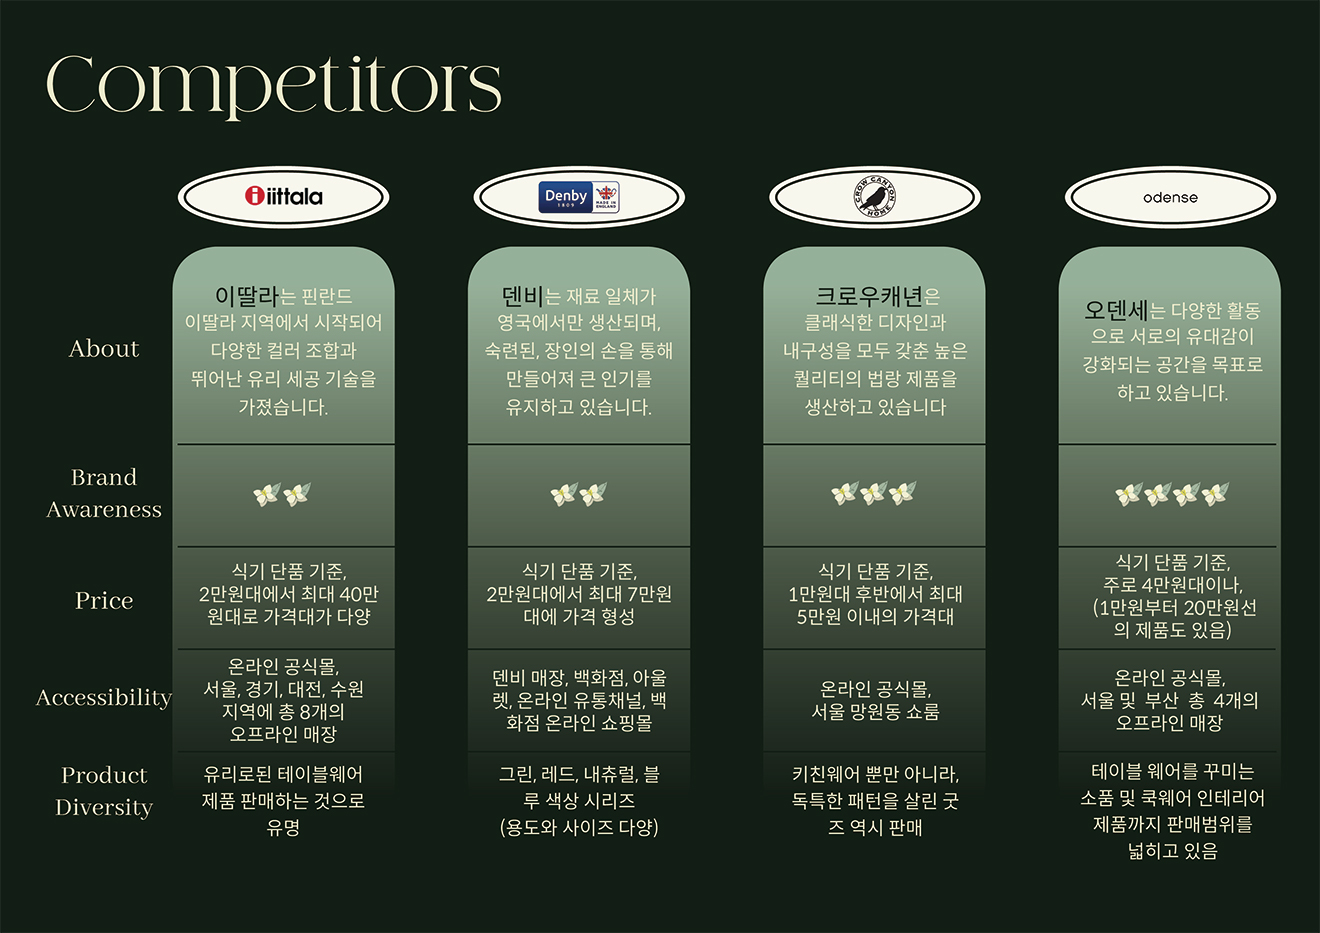 Competitors
iittala
Denby
1809
MADE IN
ENGLAND
CROW CANYON
HOME
odense
About
이딸라는 핀란드
이딸라 지역에서 시작되어
다양한 컬러 조합과
뛰어난 유리 세공 기술을
가졌습니다.
덴비는 재료 일체가
영국에서만 생산되며,
숙련된, 장인의 손을 통해
만들어져 큰 인기를
유지하고 있습니다.
크로우캐년은
클래식한 디자인과
내구성을 모두 갖춘 높은
퀄리티의 법랑 제품을
생산하고 있습니다
오덴세는 다양한 활동
으로 서로의 유대감이
강화되는 공간을 목표로
하고 있습니다.
Brand
Awareness
Price
식기 단품 기준,
2만원대에서 최대 40만
원대로 가격대가 다양
식기 단품 기준,
2만원대에서 최대 7만원
대에 가격 형성
식기 단품 기준,
1만원대 후반에서 최대
5만원 이내의 가격대
식기 단품 기준,
주로 4만원대이나,
(1만원부터 20만원선
의 제품도 있음)
Accessibility
온라인 공식몰,
서울, 경기, 대전, 수원
지역에 총 8개의
오프라인 매장
덴비 매장, 백화점, 아울
렛, 온라인 유통채널, 백
화점 온라인 쇼핑몰
온라인 공식몰,
서울 망원동 쇼룸
온라인 공식몰,
서울 및 부산 총 4개의
오프라인 매장
Product
Diversity
유리로된 테이블웨어
제품 판매하는 것으로
유명
그린, 레드, 내츄럴, 블
루 색상 시리즈
(용도와 사이즈 다양)
키친웨어 뿐만 아니라,
독특한 패턴을 살린 굿
즈 역시 판매
테이블 웨어를 꾸미는
소품 및 쿡웨어 인테리어
제품까지 판매범위를
넓히고 있음